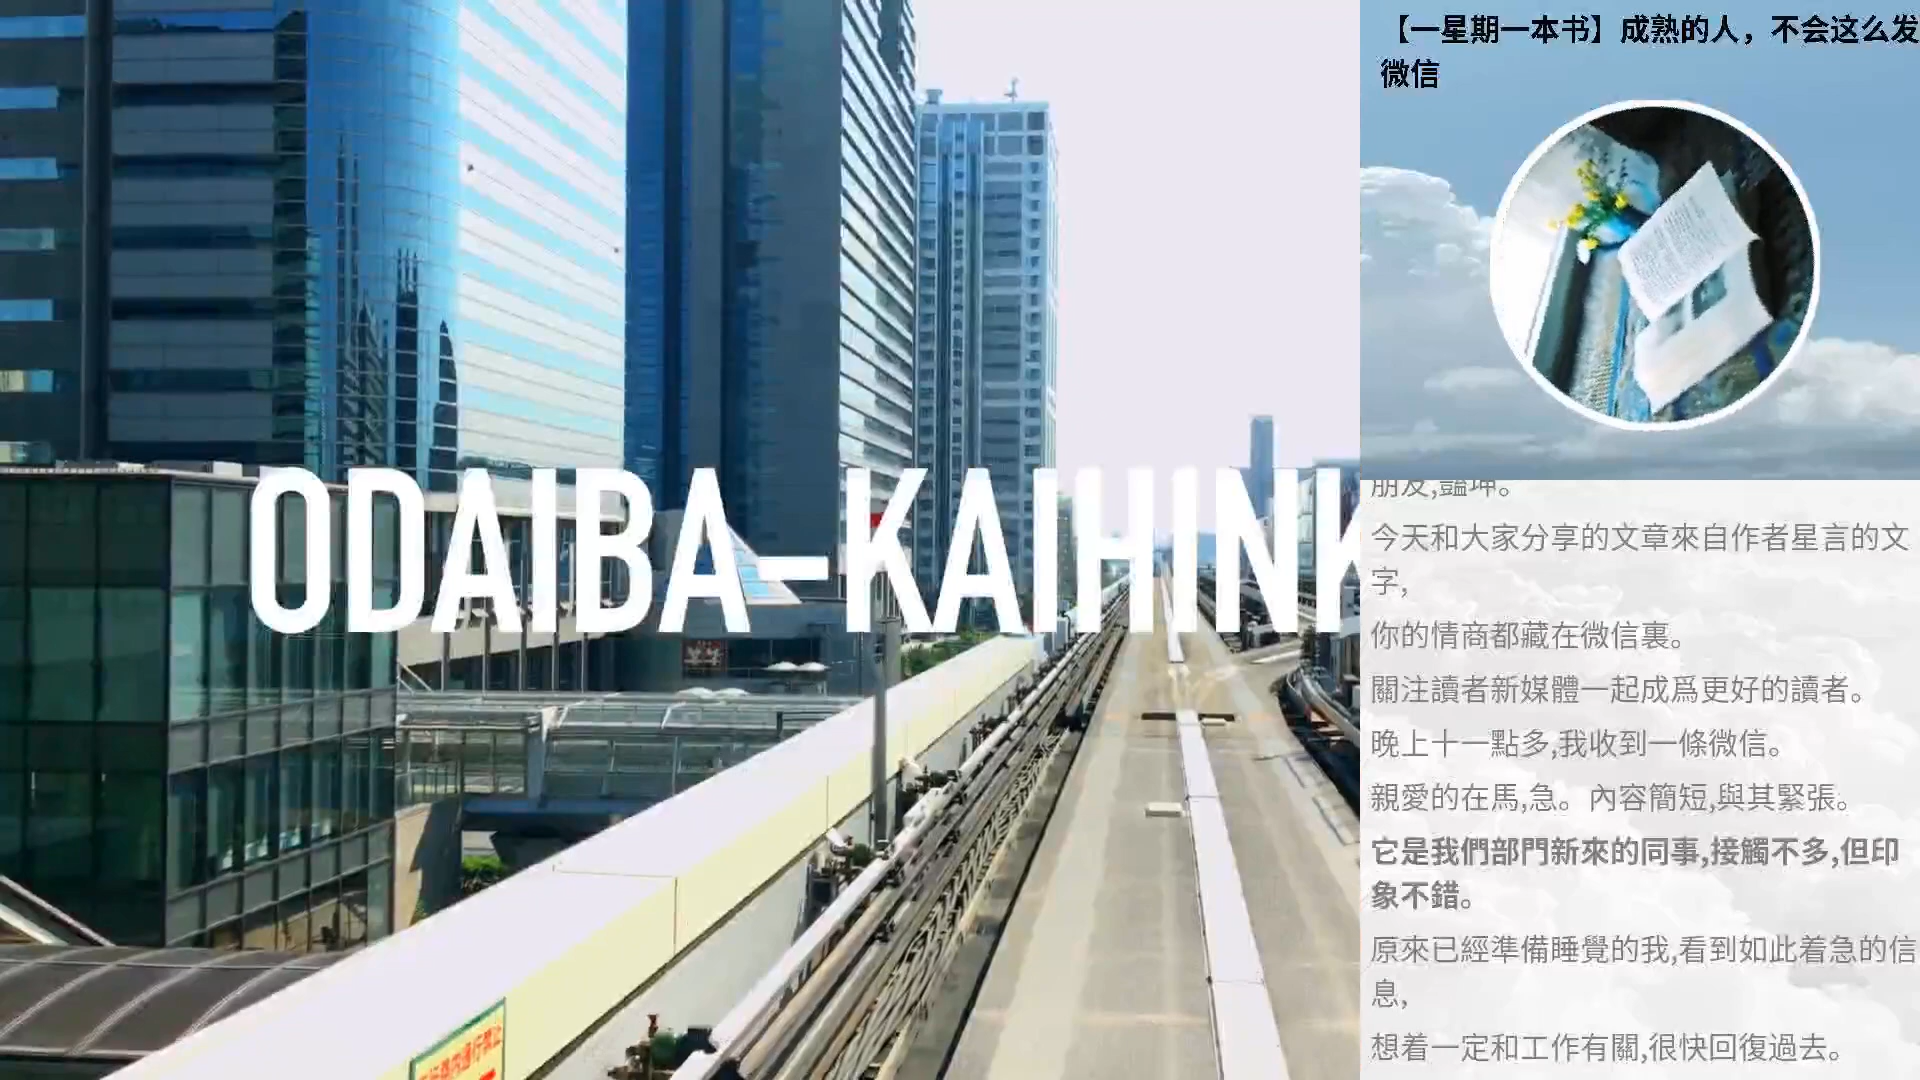 ODAIBA-KAIHINK
【一星期一本书】成熟的人，不会这么发
微信
朋友,豔坤。
今天和大家分享的文章來自作者星言的文
字,
你的情商都藏在微信裏。
關注讀者新媒體一起成爲更好的讀者。
晚上十一點多,我收到一條微信。
親愛的在馬,急。內容簡短,與其緊張。
它是我們部門新來的同事,接觸不多,但印
象不錯。
原來已經準備睡覺的我,看到如此着急的信
息,
想着一定和工作有關,很快回復過去。